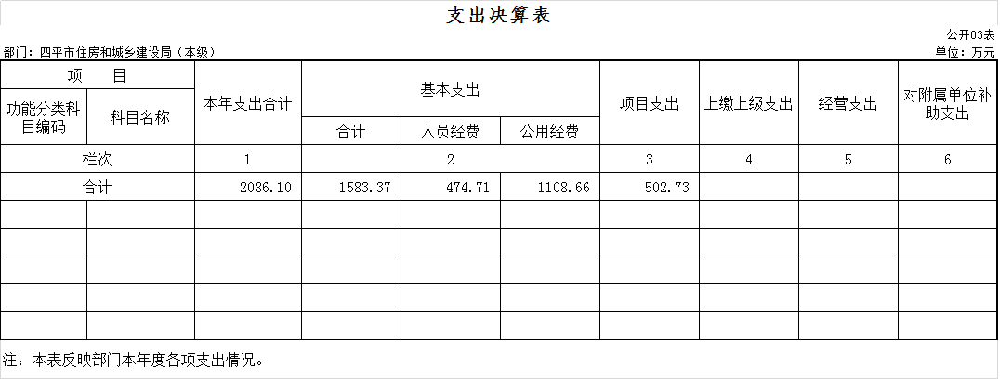 支出决算表
公开03表
部门：四平市住房和城乡建设局（本级）
单位：万元
项 目
本年支出合计
基本支出
项目支出
上缴上级支出
经营支出
对附属单位补
助支出
功能分类科
目编码
科目名称
合计
人员经费
公用经费
栏次
1
2
3
4
5
6
合计
2086.10
1583.37
474.71
1108.66
502.73
注：本表反映部门本年度各项支出情况。